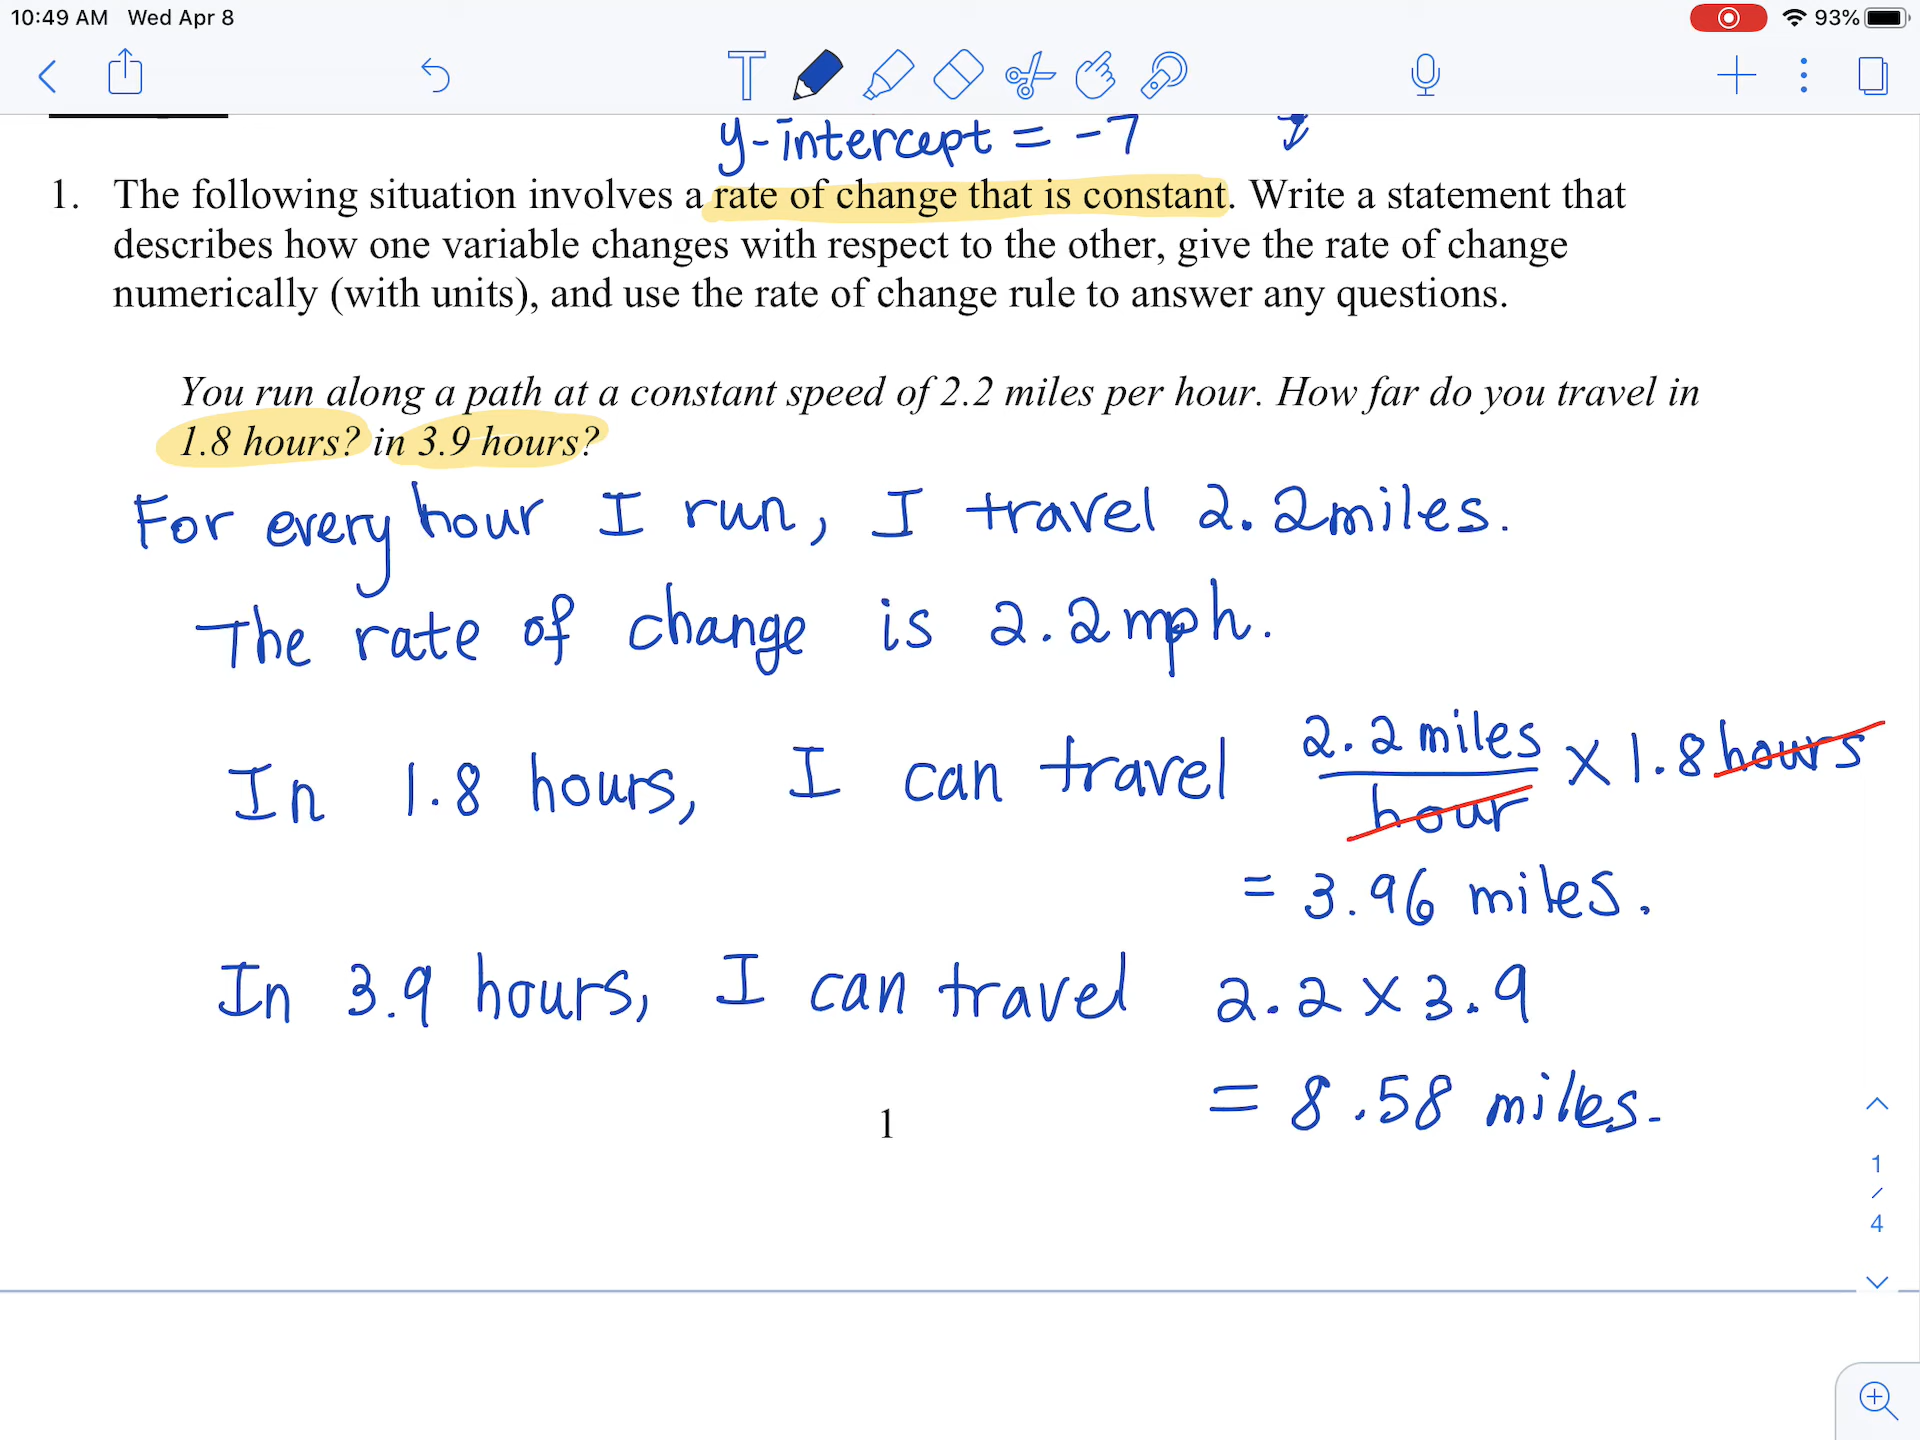 10:49 AM Wed Apr 8
93%
T
y-intercept = -7
1. The following situation involves a rate of change that is constant. Write a statement that
describes how one variable changes with respect to the other, give the rate of change
numerically (with units), and use the rate of change rule to answer any questions.
You run along a path at a constant speed of 2.2 miles per hour. How far do you travel in
1.8 hours? in 3.9 hours?
For every hour I run, I travel 2.2 miles.
The rate of change is 2.2 mph.
In 1.8 hours, I can travel 2.2 miles / hour × 1.8 hours
= 3.96 miles.
In 3.9 hours, I can travel 2.2 × 3.9
= 8.58 miles.
1
1
/
4